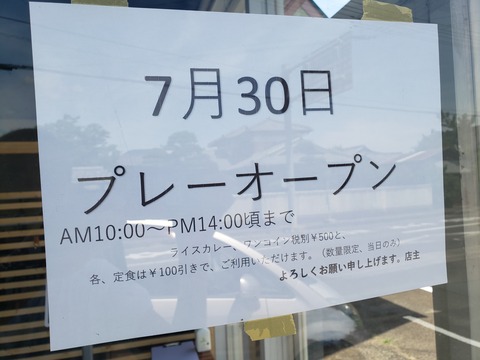 7月30日
プレーオープン
AM10:00～PM14:00頃まで
ライスカレー、ワンコイン税別￥500と、
各、定食は￥100引きで、ご利用いただけます。（数量限定、当日のみ）
よろしくお願い申し上げます。店主